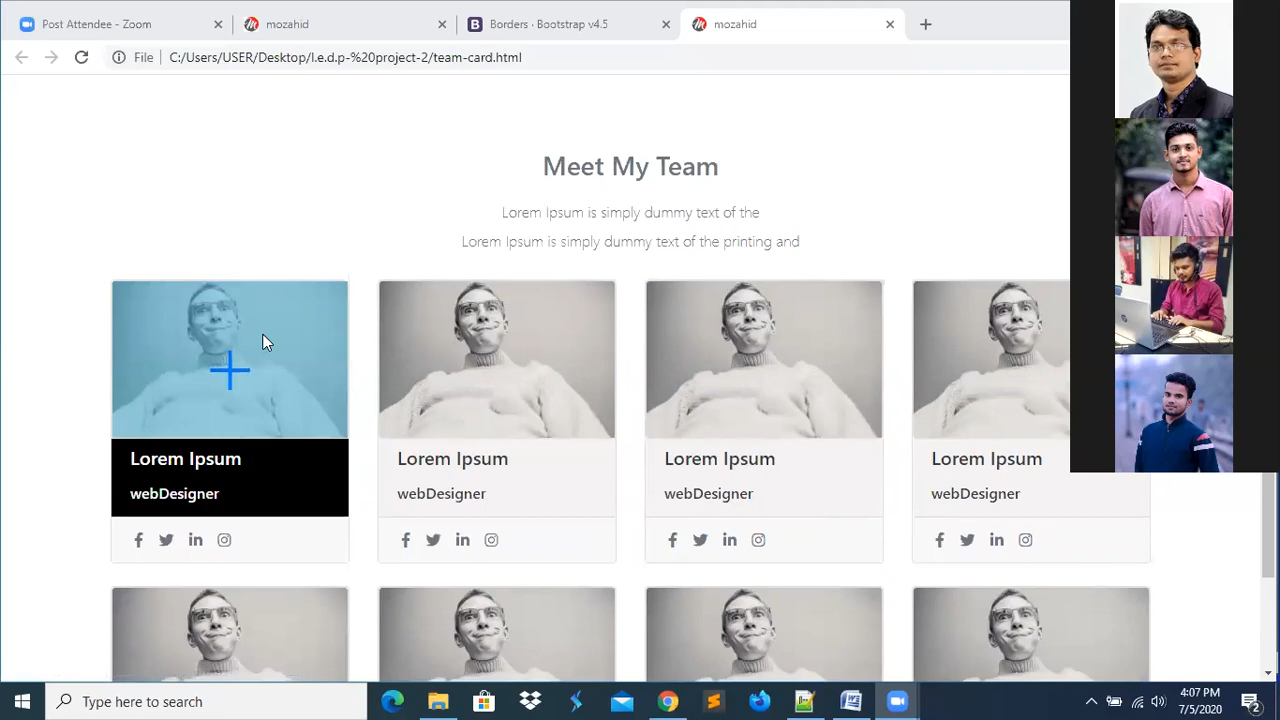 Post Attendee - Zoom
mozahid
Borders · Bootstrap v4.5
mozahid
File
C:/Users/USER/Desktop/l.e.d.p-%20project-2/team-card.html
Meet My Team
Lorem Ipsum is simply dummy text of the
Lorem Ipsum is simply dummy text of the printing and
Lorem Ipsum
Lorem Ipsum
Lorem Ipsum
Lorem Ipsum
webDesigner
webDesigner
webDesigner
webDesigner
Type here to search
4:07 PM
7/5/2020
2